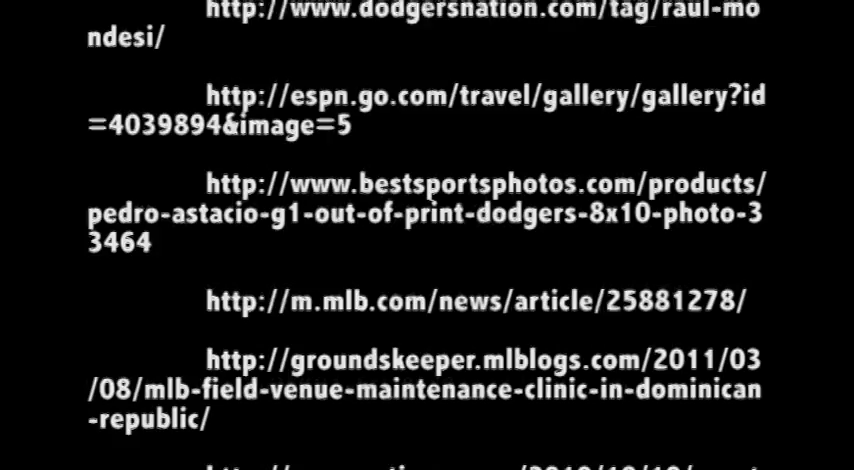 http://www.dodgersnation.com/tag/raul-mo
ndesi/
http://espn.go.com/travel/gallery/gallery?id
=4039894&image=5
http://www.bestsportsphotos.com/products/
pedro-astacio-g1-out-of-print-dodgers-8x10-photo-3
3464
http://m.mlb.com/news/article/25881278/
http://groundskeeper.mlblogs.com/2011/03
/08/mlb-field-venue-maintenance-clinic-in-dominican
-republic/